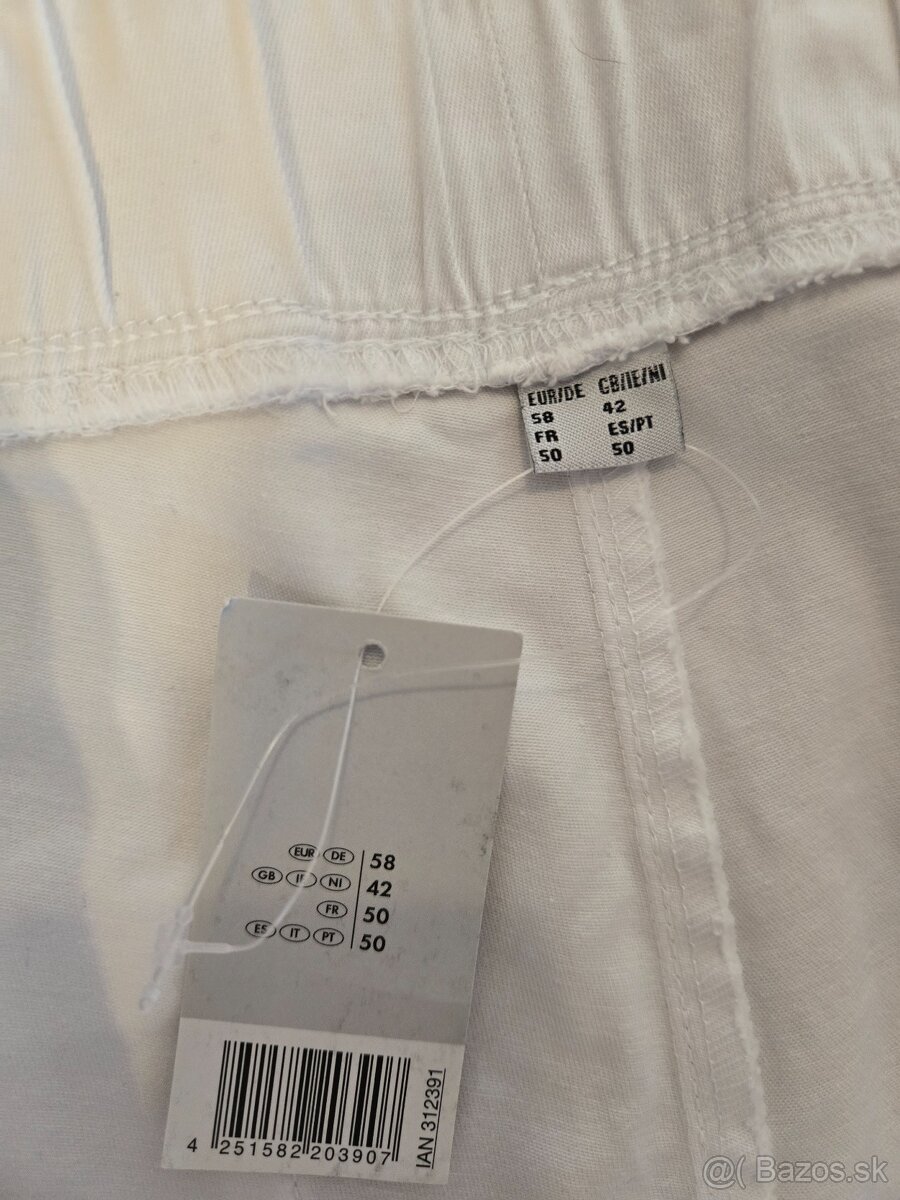 EUR/DE GB/IE/NI
58 42
FR ES/PT
50 50
EUR DE 58
GB IE NI 42
FR 50
ES IT PT 50
4 251582 203907
IAN 312391
@( Bazos.sk